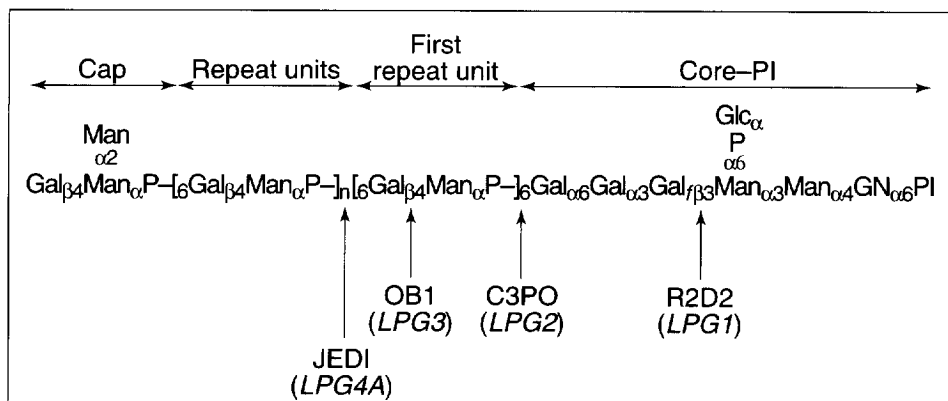 First
Cap Repeat units repeat unit Core–PI
Glcα
Man P
α2 α6
Galβ4ManαP–[6Galβ4ManαP–]n[6Galβ4ManαP–]6Galα6Galα3Galfβ3Manα3Manα4GNα6PI
OB1 C3PO R2D2
(LPG3) (LPG2) (LPG1)
JEDI
(LPG4A)